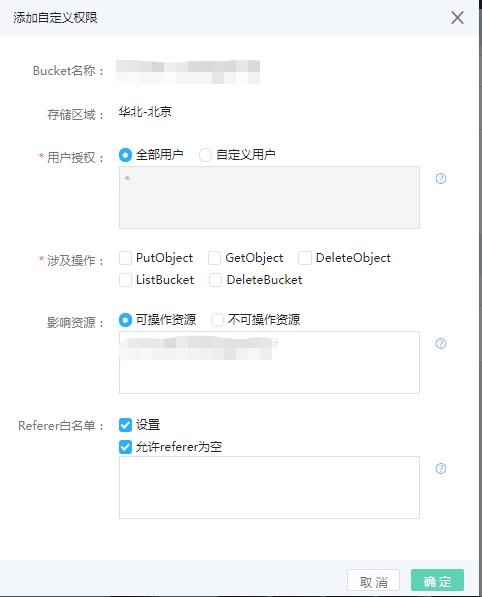 添加自定义权限
Bucket名称：
存储区域： 华北-北京
* 用户授权： 全部用户 自定义用户
*
* 涉及操作： PutObject GetObject DeleteObject
ListBucket DeleteBucket
影响资源： 可操作资源 不可操作资源
Referer白名单： 设置
允许referer为空
取 消 确 定